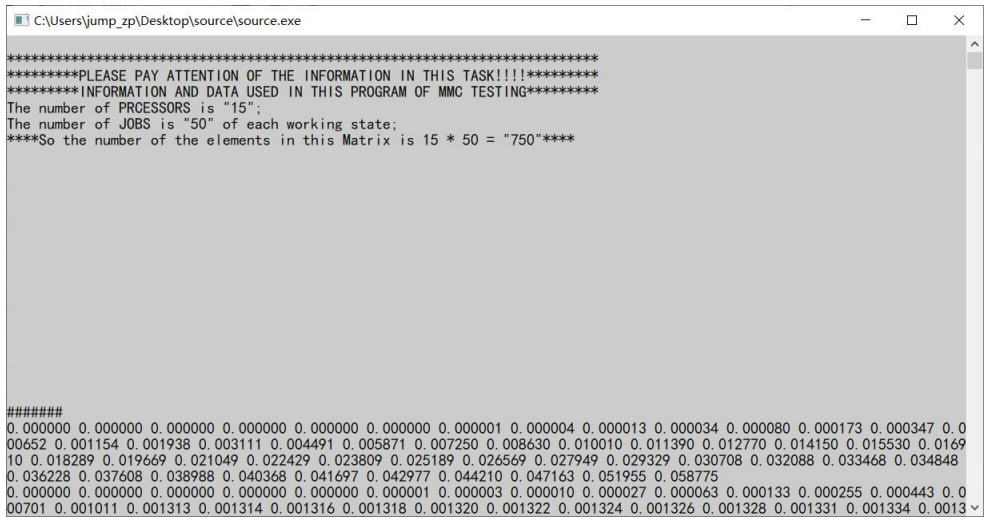 C:\Users\jump_zp\Desktop\source\source.exe
**************************************************************************
*********PLEASE PAY ATTENTION OF THE INFORMATION IN THIS TASK!!!!*********
*********INFORMATION AND DATA USED IN THIS PROGRAM OF MMC TESTING*********
The number of PRCESSORS is "15";
The number of JOBS is "50" of each working state;
****So the number of the elements in this Matrix is 15 * 50 = "750"****
#######
0.000000 0.000000 0.000000 0.000000 0.000000 0.000000 0.000001 0.000004 0.000013 0.000034 0.000080 0.000173 0.000347 0.0
00652 0.001154 0.001938 0.003111 0.004491 0.005871 0.007250 0.008630 0.010010 0.011390 0.012770 0.014150 0.015530 0.0169
10 0.018289 0.019669 0.021049 0.022429 0.023809 0.025189 0.026569 0.027949 0.029329 0.030708 0.032088 0.033468 0.034848
0.036228 0.037608 0.038988 0.040368 0.041697 0.042977 0.044210 0.047163 0.051955 0.058775
0.000000 0.000000 0.000000 0.000000 0.000000 0.000001 0.000003 0.000010 0.000027 0.000063 0.000133 0.000255 0.000443 0.0
00701 0.001011 0.001313 0.001314 0.001316 0.001318 0.001320 0.001322 0.001324 0.001326 0.001328 0.001331 0.001334 0.0013